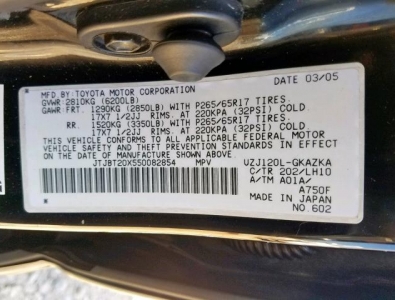 MFD. BY: TOYOTA MOTOR CORPORATION DATE 03/05
GVWR: 2810KG (6200LB)
GAWR: FRT. 1290KG (2850LB) WITH P265/65R17 TIRES.
17X7 1/2JJ RIMS. AT 220KPA (32PSI) COLD
RR. 1520KG (3350LB) WITH P265/65R17 TIRES.
17X7 1/2JJ RIMS. AT 220KPA (32PSI) COLD
THIS VEHICLE CONFORMS TO ALL APPLICABLE FEDERAL MOTOR
VEHICLE SAFETY AND THEFT PREVENTION STANDARDS IN EFFECT
ON THE DATE OF MANUFACTURE SHOWN ABOVE.
*JTJBT20X550082854* MPV VZJ120L-GKAZKA
C/TR 202/LH10
A/TM A01A/
A750F
MADE IN JAPAN
NO. 602